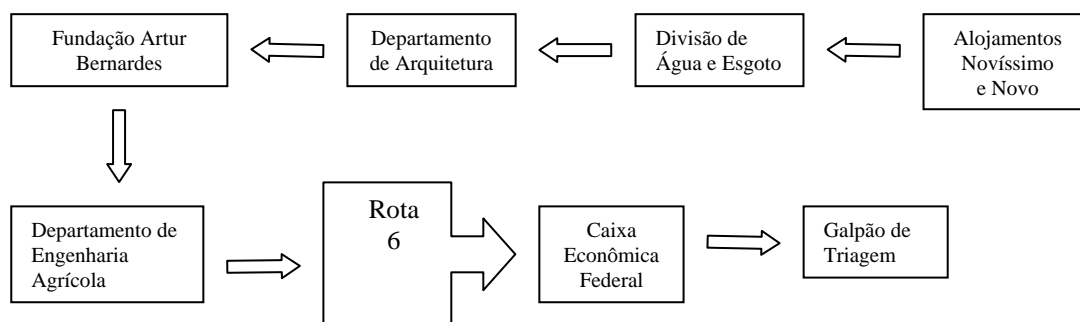 Fundação Artur
Bernardes
Departamento
de Arquitetura
Divisão de
Água e Esgoto
Alojamentos
Novíssimo
e Novo
Departamento de
Engenharia
Agrícola
Rota
6
Caixa
Econômica
Federal
Galpão de
Triagem